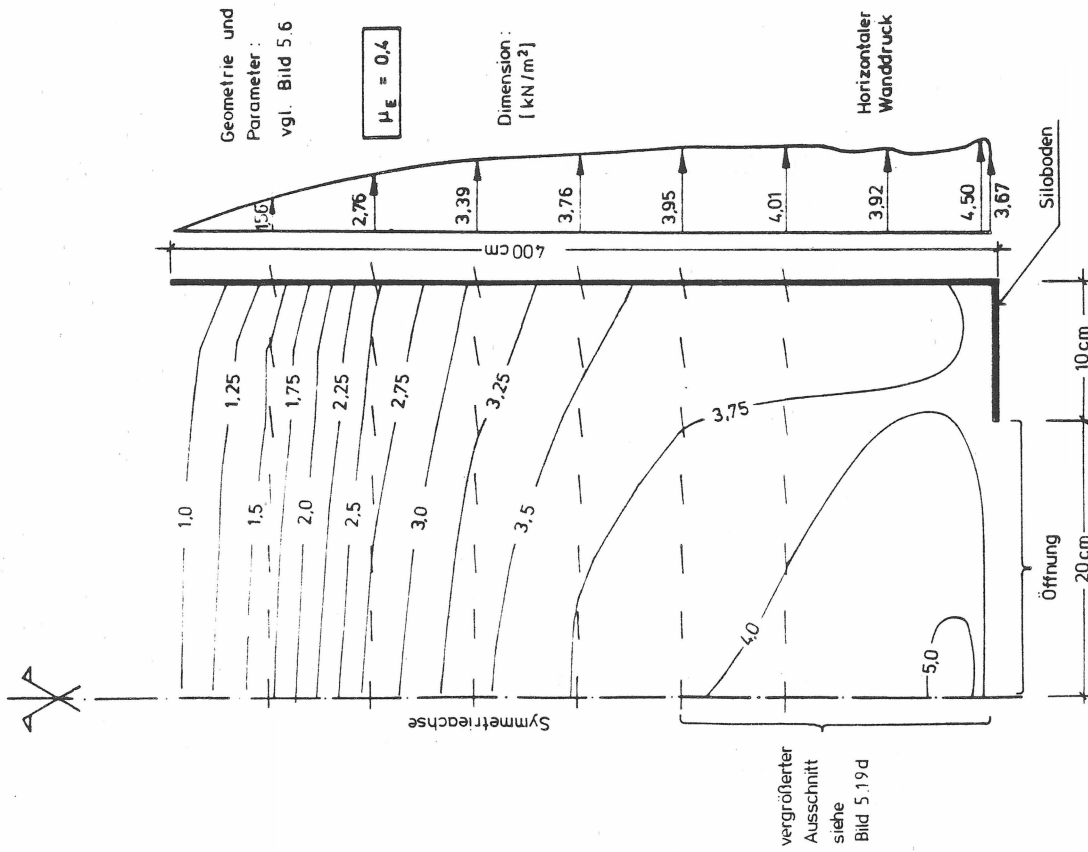 Geometrie und
Parameter :
vgl. Bild 5.6
μE = 0,4
Dimension :
[ kN / m² ]
Horizontaler
Wanddruck
1,56
2,76
3,39
3,76
3,95
4,01
3,92
4,50
3,67
400 cm
Siloboden
1,0
1,25
1.5
1,75
2,0
2,25
2,5
2,75
3,0
3,25
3,5
3,75
4,0
5,0
Symmetrieachse
Öffnung
20 cm
10 cm
vergrößerter
Ausschnitt
siehe
Bild 5.19 d